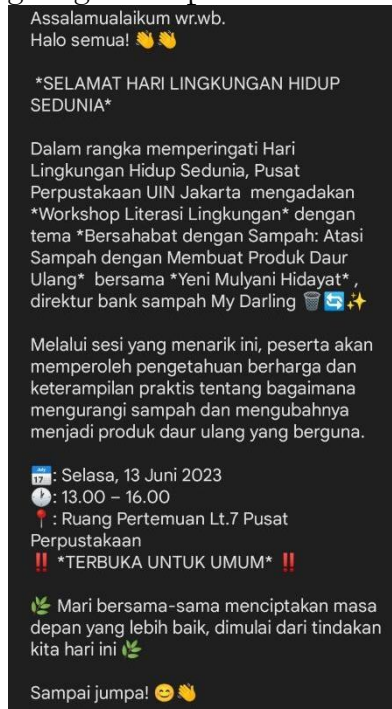 Assalamualaikum wr.wb.
Halo semua! 👋👋
*SELAMAT HARI LINGKUNGAN HIDUP
SEDUNIA*
Dalam rangka memperingati Hari
Lingkungan Hidup Sedunia, Pusat
Perpustakaan UIN Jakarta mengadakan
*Workshop Literasi Lingkungan* dengan
tema *Bersahabat dengan Sampah: Atasi
Sampah dengan Membuat Produk Daur
Ulang* bersama *Yeni Mulyani Hidayat* ,
direktur bank sampah My Darling 🗑️🔄✨
Melalui sesi yang menarik ini, peserta akan
memperoleh pengetahuan berharga dan
keterampilan praktis tentang bagaimana
mengurangi sampah dan mengubahnya
menjadi produk daur ulang yang berguna.
📅: Selasa, 13 Juni 2023
🕐: 13.00 – 16.00
📍: Ruang Pertemuan Lt.7 Pusat
Perpustakaan
‼️ *TERBUKA UNTUK UMUM* ‼️
🌿 Mari bersama-sama menciptakan masa
depan yang lebih baik, dimulai dari tindakan
kita hari ini 🌿
Sampai jumpa! 😊👋